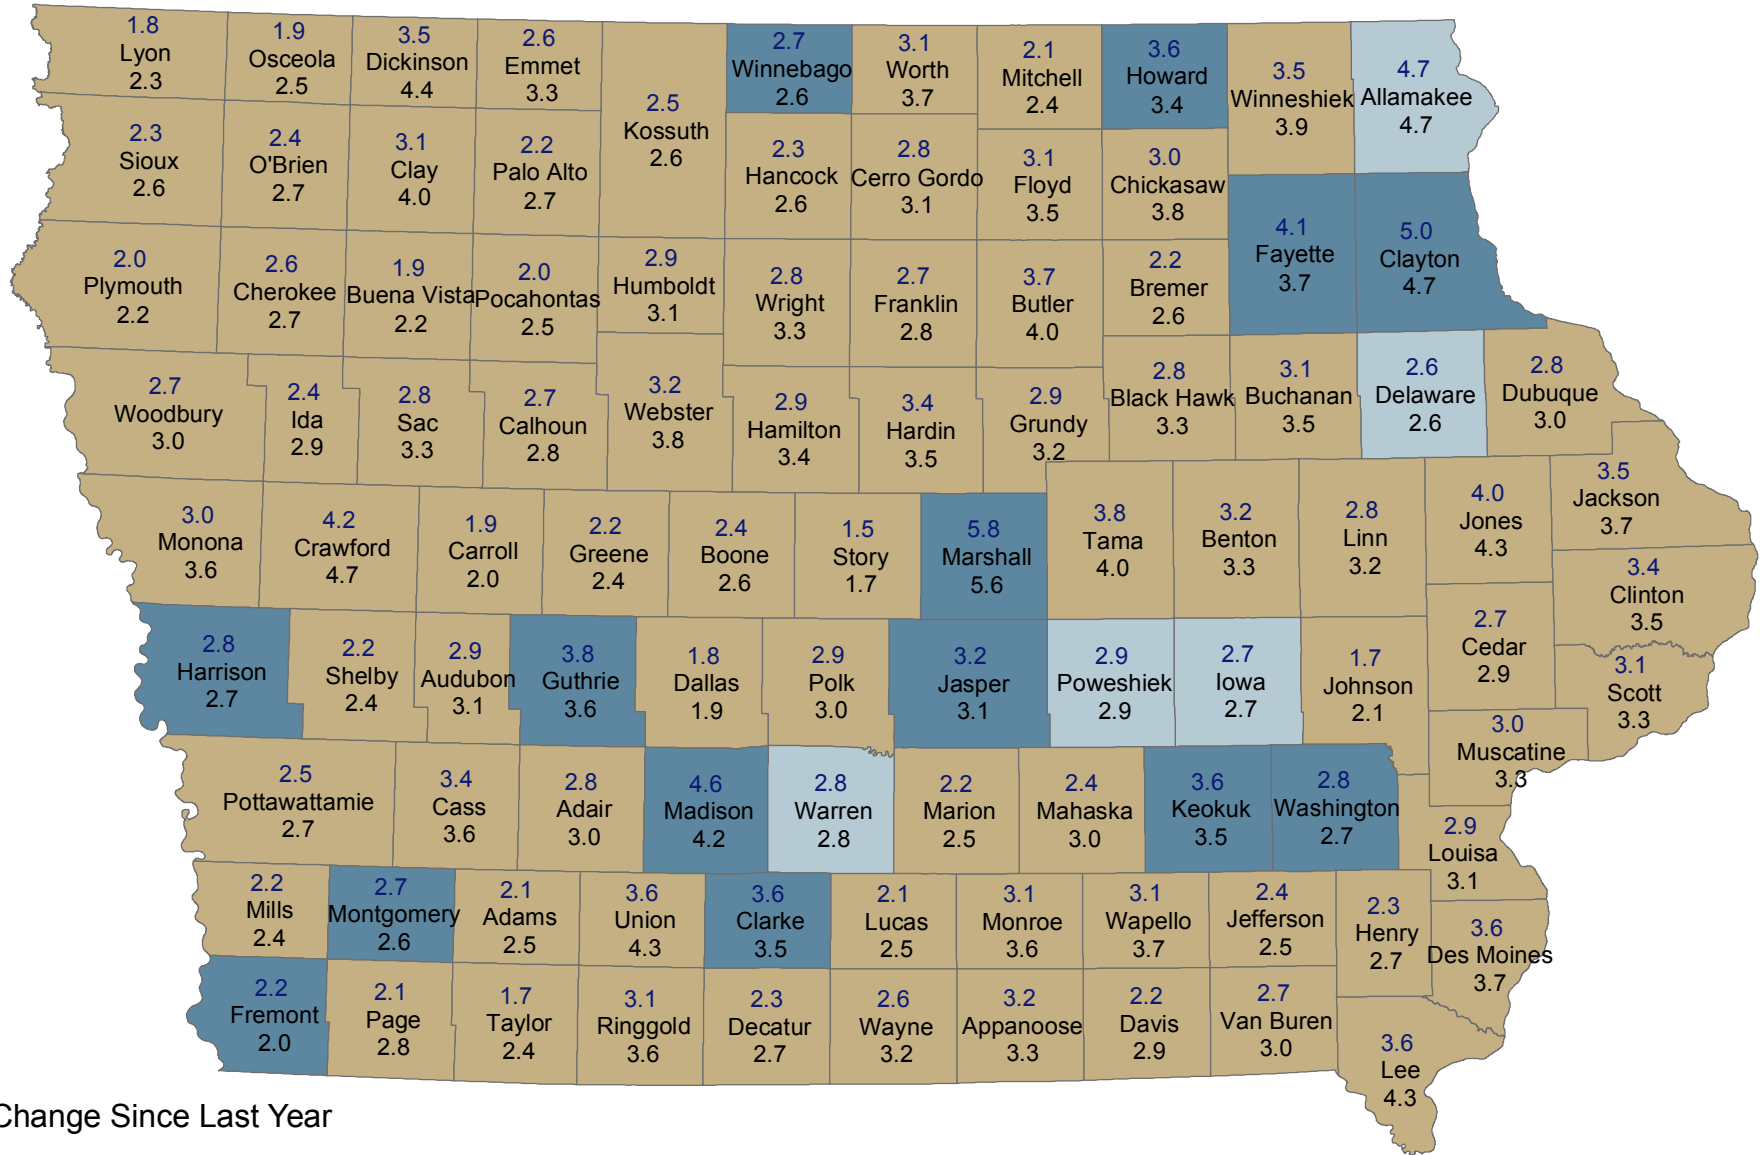 1.8
Lyon
2.3
1.9
Osceola
2.5
3.5
Dickinson
4.4
2.6
Emmet
3.3
2.5
Kossuth
2.6
2.7
Winnebago
2.6
3.1
Worth
3.7
2.1
Mitchell
2.4
3.6
Howard
3.4
3.5
Winneshiek
3.9
4.7
Allamakee
4.7
2.3
Sioux
2.6
2.4
O'Brien
2.7
3.1
Clay
4.0
2.2
Palo Alto
2.7
2.3
Hancock
2.6
2.8
Cerro Gordo
3.1
3.1
Floyd
3.5
3.0
Chickasaw
3.8
4.1
Fayette
3.7
5.0
Clayton
4.7
2.0
Plymouth
2.2
2.6
Cherokee
2.7
1.9
Buena Vista
2.2
2.0
Pocahontas
2.5
2.9
Humboldt
3.1
2.8
Wright
3.3
2.7
Franklin
2.8
3.7
Butler
4.0
2.2
Bremer
2.6
2.7
Woodbury
3.0
2.4
Ida
2.9
2.8
Sac
3.3
2.7
Calhoun
2.8
3.2
Webster
3.8
2.9
Hamilton
3.4
3.4
Hardin
3.5
2.9
Grundy
3.2
2.8
Black Hawk
3.3
3.1
Buchanan
3.5
2.6
Delaware
2.6
2.8
Dubuque
3.0
3.0
Monona
3.6
4.2
Crawford
4.7
1.9
Carroll
2.0
2.2
Greene
2.4
2.4
Boone
2.6
1.5
Story
1.7
5.8
Marshall
5.6
3.8
Tama
4.0
3.2
Benton
3.3
2.8
Linn
3.2
4.0
Jones
4.3
3.5
Jackson
3.7
3.4
Clinton
3.5
2.8
Harrison
2.7
2.2
Shelby
2.4
2.9
Audubon
3.1
3.8
Guthrie
3.6
1.8
Dallas
1.9
2.9
Polk
3.0
3.2
Jasper
3.1
2.9
Poweshiek
2.9
2.7
Iowa
2.7
1.7
Johnson
2.1
2.7
Cedar
2.9
3.1
Scott
3.3
3.0
Muscatine
3.3
2.5
Pottawattamie
2.7
3.4
Cass
3.6
2.8
Adair
3.0
4.6
Madison
4.2
2.8
Warren
2.8
2.2
Marion
2.5
2.4
Mahaska
3.0
3.6
Keokuk
3.5
2.8
Washington
2.7
2.9
Louisa
3.1
2.2
Mills
2.4
2.7
Montgomery
2.6
2.1
Adams
2.5
3.6
Union
4.3
3.6
Clarke
3.5
2.1
Lucas
2.5
3.1
Monroe
3.6
3.1
Wapello
3.7
2.4
Jefferson
2.5
2.3
Henry
2.7
3.6
Des Moines
3.7
2.2
Fremont
2.0
2.1
Page
2.8
1.7
Taylor
2.4
3.1
Ringgold
3.6
2.3
Decatur
2.7
2.6
Wayne
3.2
3.2
Appanoose
3.3
2.2
Davis
2.9
2.7
Van Buren
3.0
3.6
Lee
4.3
Change Since Last Year